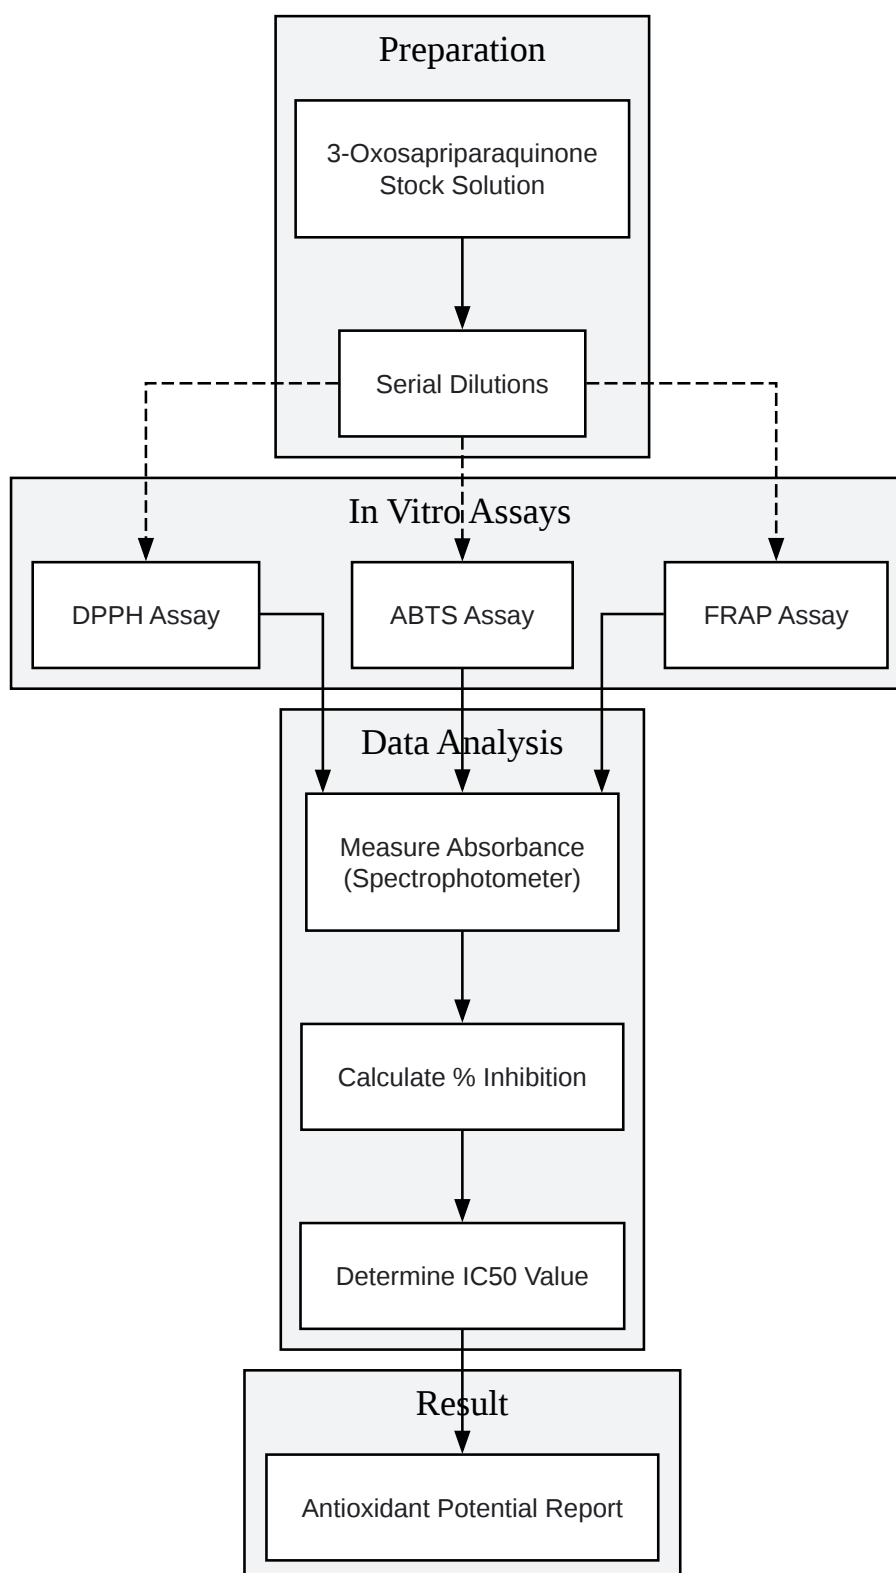 Preparation
3-Oxosapriparaquinone
Stock Solution
Serial Dilutions
In Vitro Assays
DPPH Assay
ABTS Assay
FRAP Assay
Data Analysis
Measure Absorbance
(Spectrophotometer)
Calculate % Inhibition
Determine IC50 Value
Result
Antioxidant Potential Report